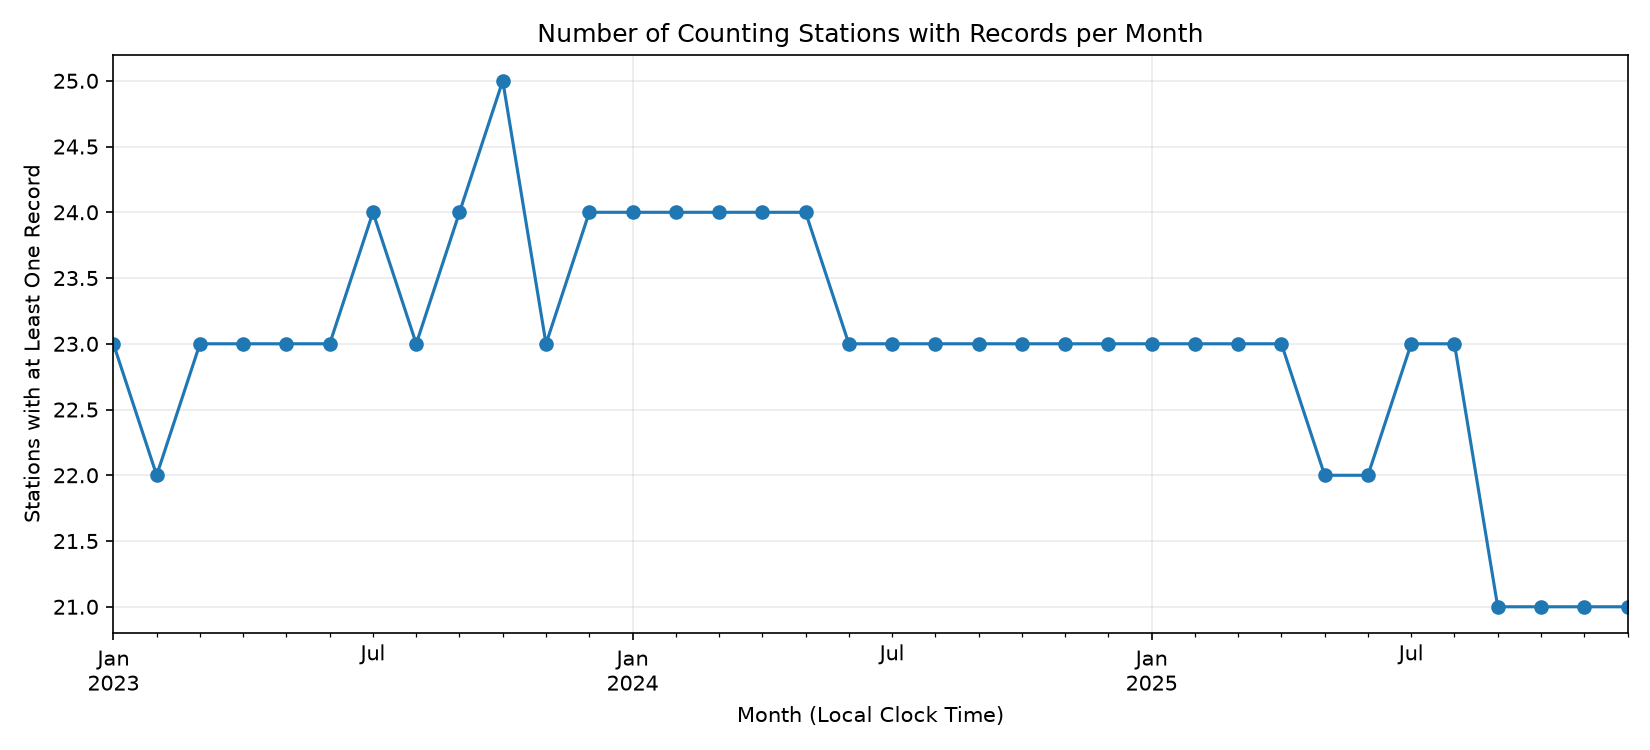 Number of Counting Stations with Records per Month
Stations with at Least One Record
25.0
24.5
24.0
23.5
23.0
22.5
22.0
21.5
21.0
Jan
2023
Jul
Jan
2024
Jul
Jan
2025
Jul
Month (Local Clock Time)